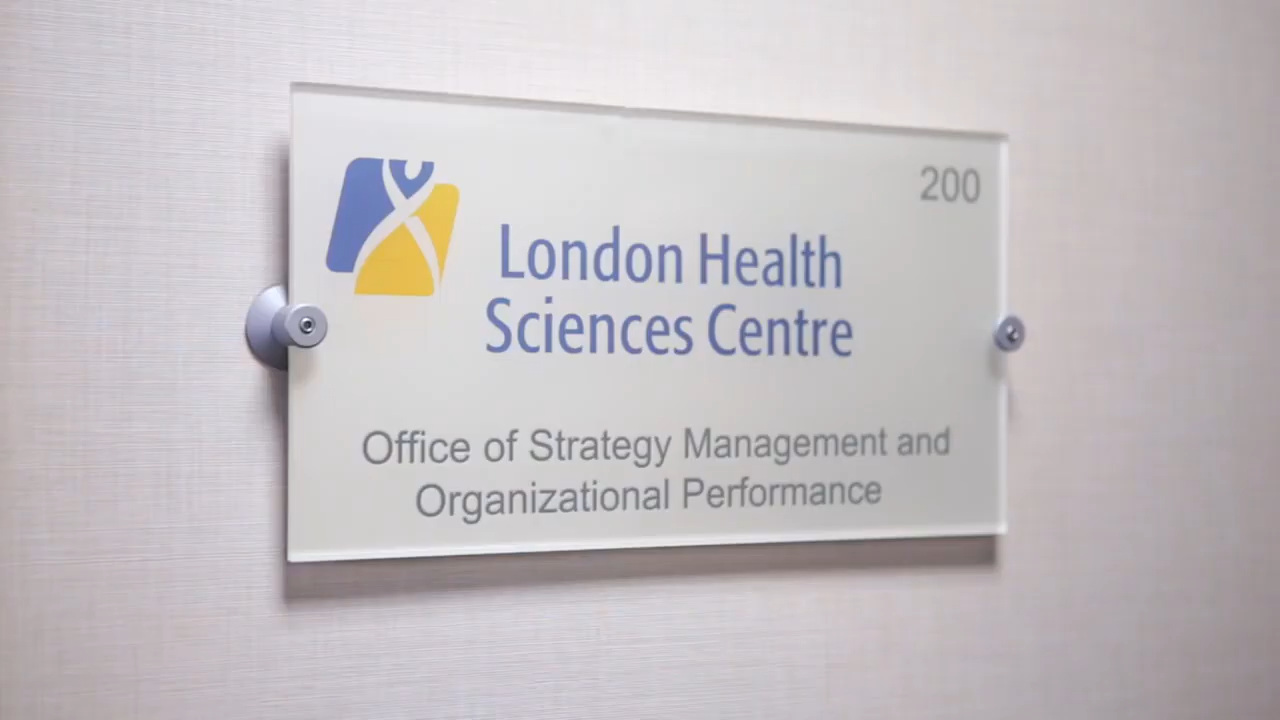 200
London Health
Sciences Centre
Office of Strategy Management and
Organizational Performance